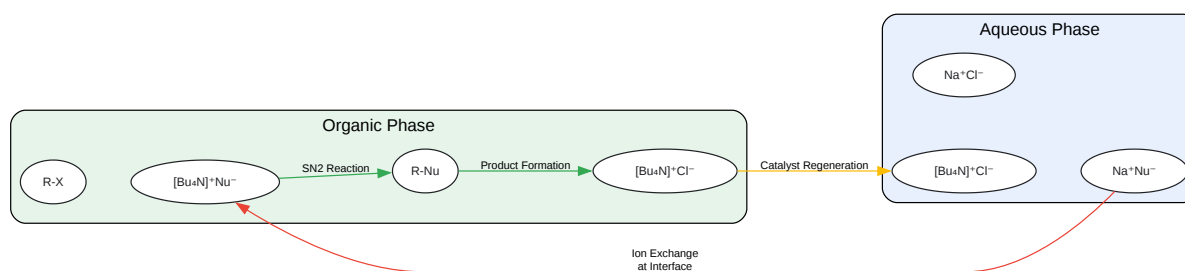 Aqueous Phase
Na⁺Cl⁻
Organic Phase
R-X
[Bu₄N]⁺Nu⁻
SN2 Reaction
R-Nu
Product Formation
[Bu₄N]⁺Cl⁻
Catalyst Regeneration
[Bu₄N]⁺Cl⁻
Na⁺Nu⁻
Ion Exchange
at Interface